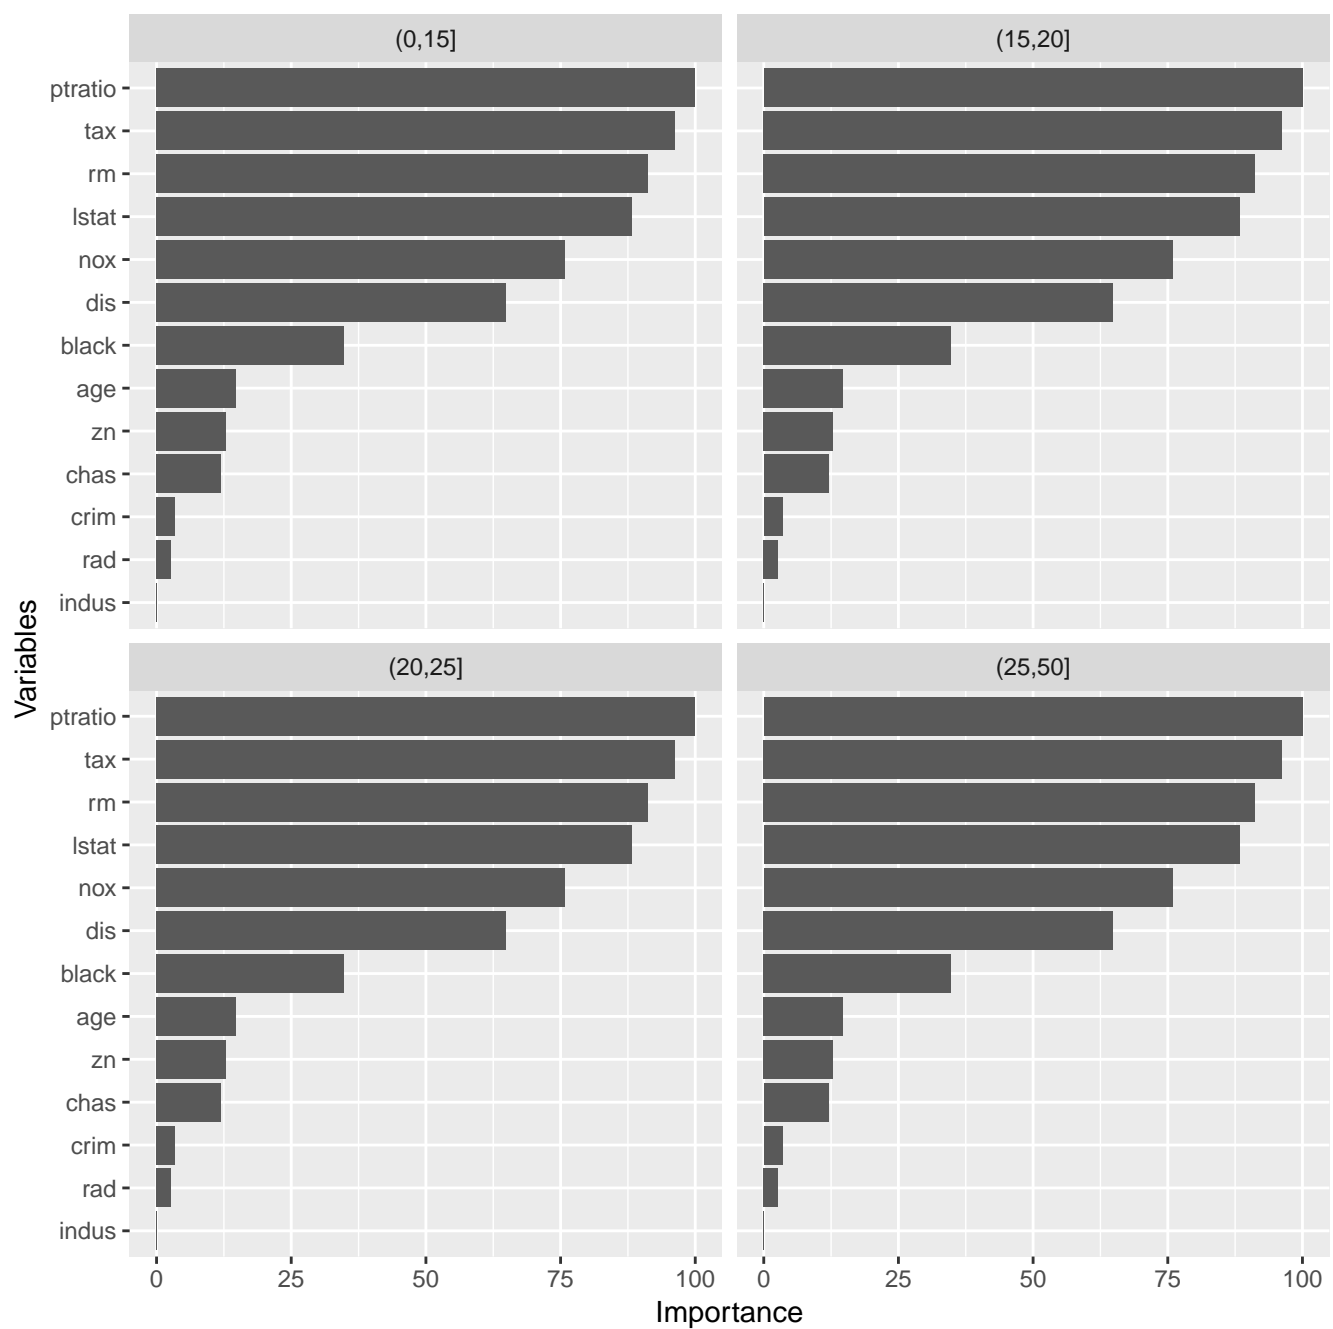 (0,15]
(15,20]
ptratio
tax
rm
lstat
nox
dis
black
age
zn
chas
crim
rad
indus
Variables
(20,25]
(25,50]
ptratio
tax
rm
lstat
nox
dis
black
age
zn
chas
crim
rad
indus
0 25 50 75 100
0 25 50 75 100
Importance